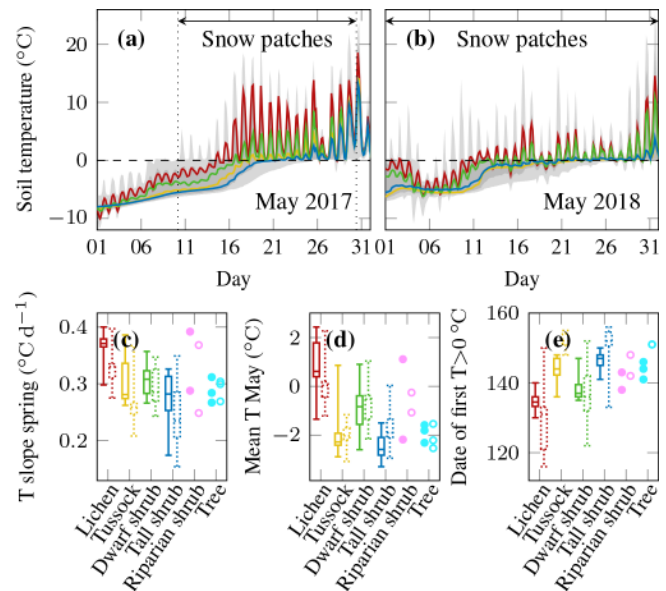 (a) Snow patches
(b) Snow patches
20
10
0
−10
Soil temperature (°C)
May 2017
May 2018
01 06 11 16 21 26 31
01 06 11 16 21 26 31
Day
Day
(c)
0.4
0.3
0.2
T slope spring (°C d⁻¹)
Lichen
Tussock
Dwarf shrub
Tall shrub
Riparian shrub
Tree
(d)
2
0
−2
Mean T May (°C)
Lichen
Tussock
Dwarf shrub
Tall shrub
Riparian shrub
Tree
(e)
160
140
120
Date of first T>0 °C
Lichen
Tussock
Dwarf shrub
Tall shrub
Riparian shrub
Tree